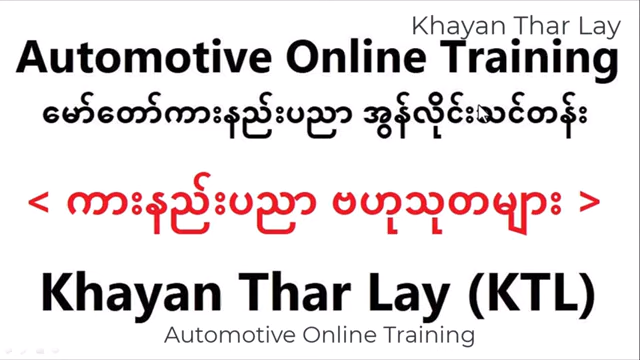 Khayan Thar Lay
Automotive Online Training
မော်တော်ကားနည်းပညာ အွန်လိုင်းသင်တန်း
< ကားနည်းပညာ ဗဟုသုတများ >
Khayan Thar Lay (KTL)
Automotive Online Training